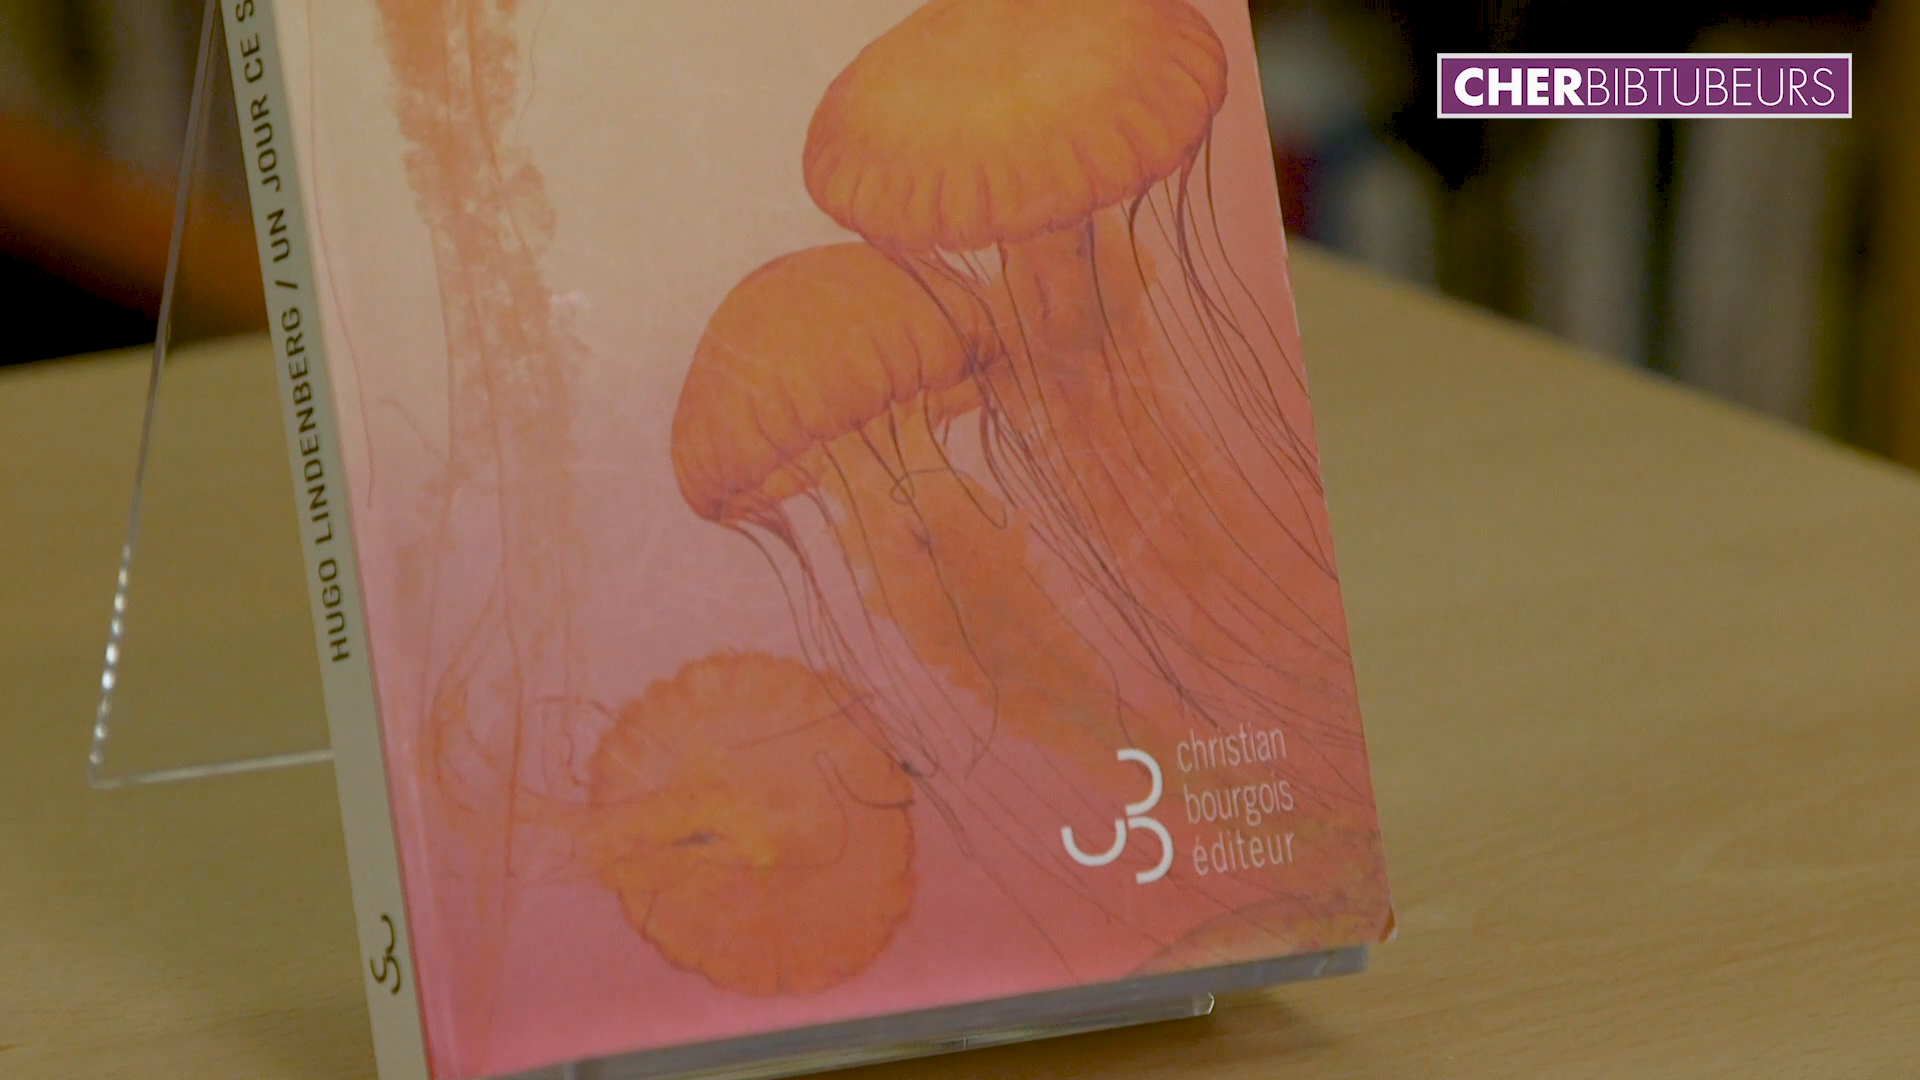 CHERBIBTUBEURS
HUGO LINDENBERG / UN JOUR CE
christian
bourgois
éditeur